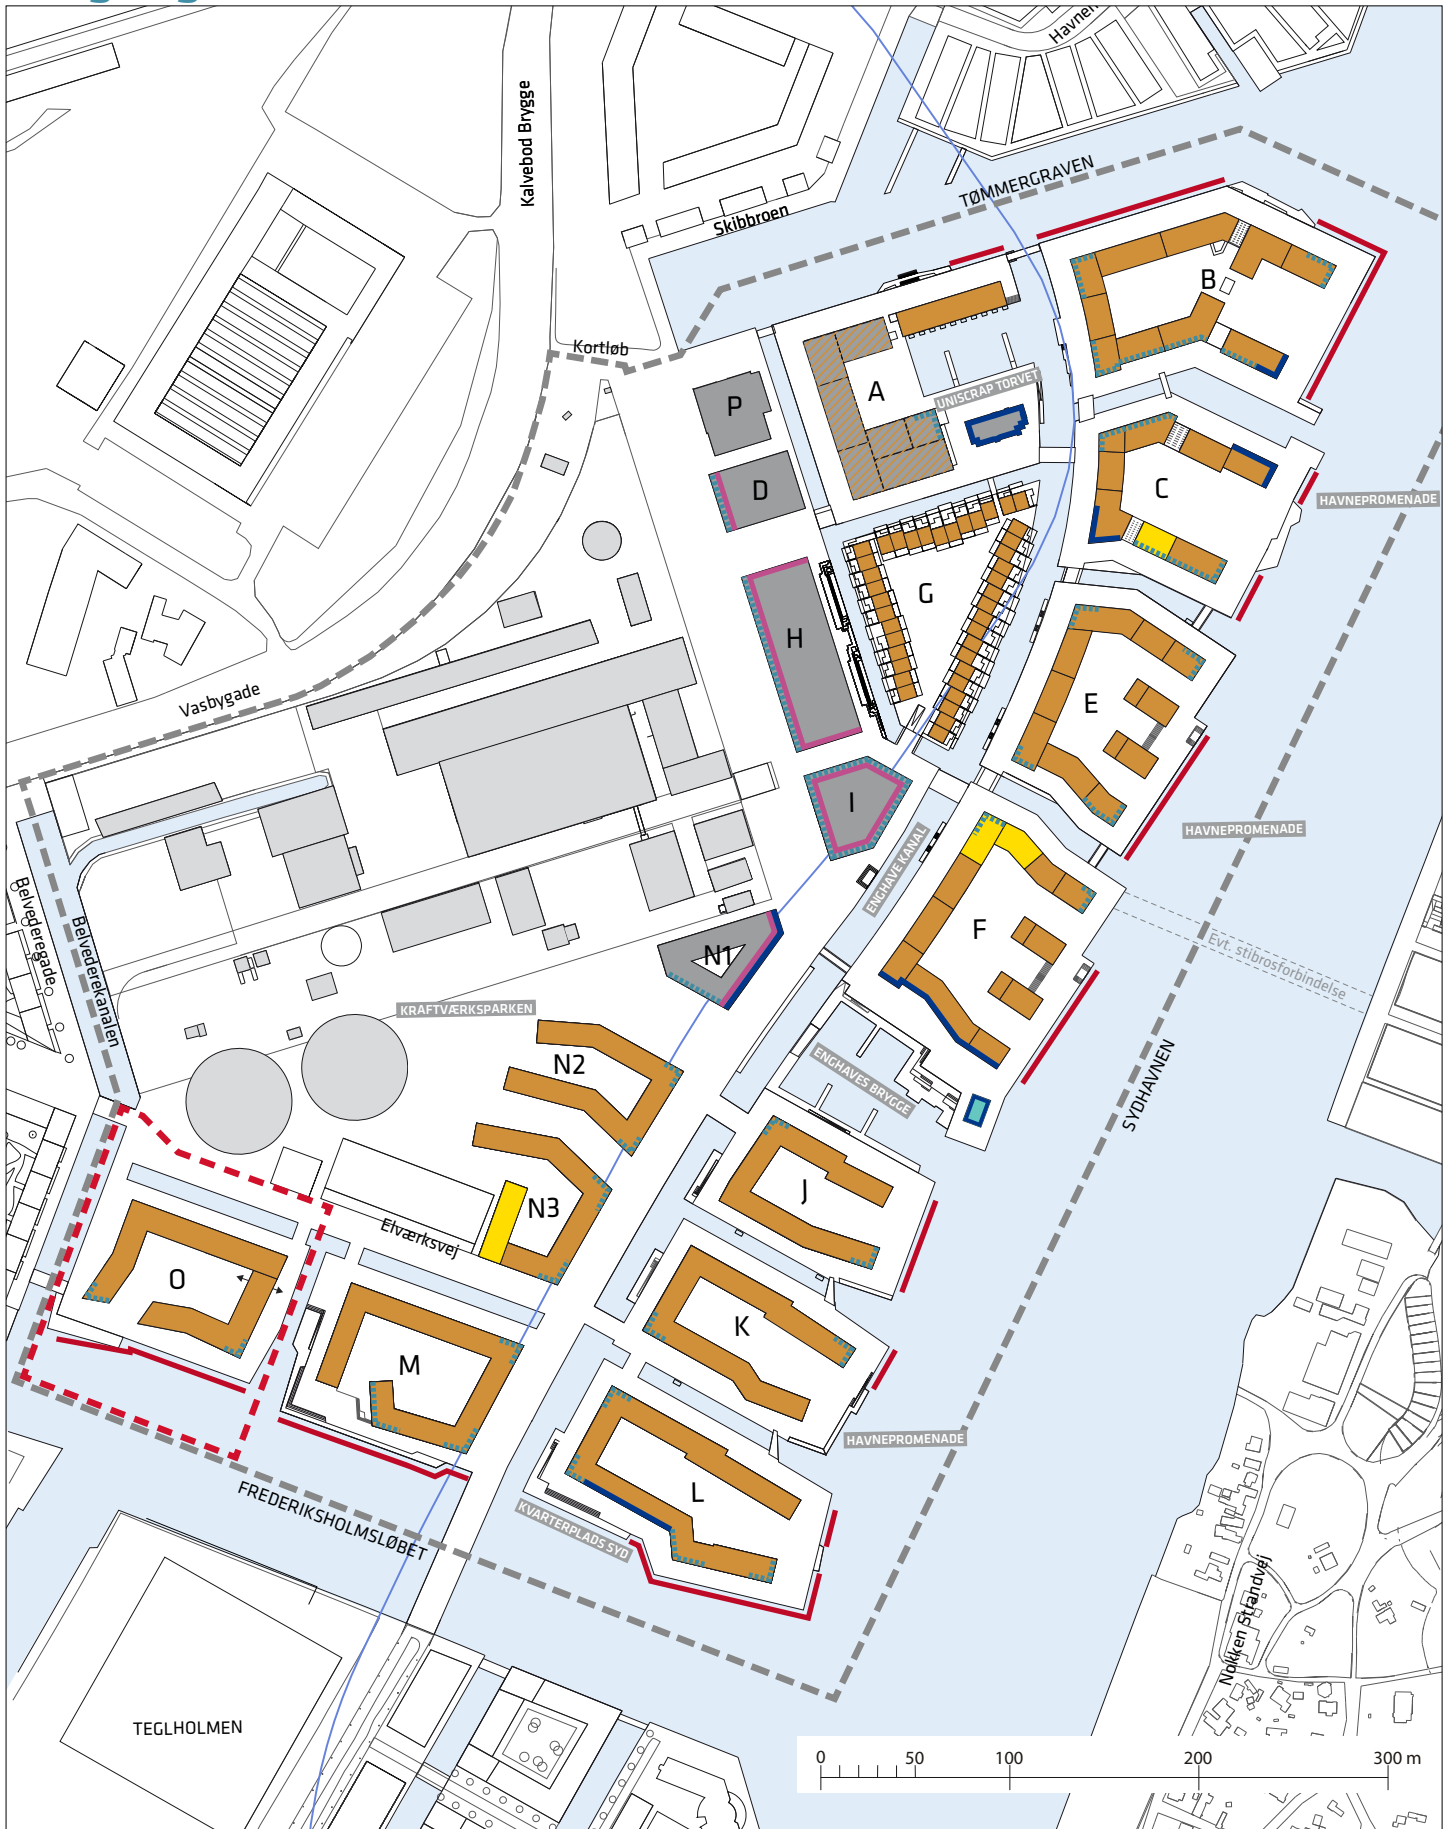 Havnen
Kalvebod Brygge
TØMMERGRAVEN
Skibbroen
B
Kortløb
UNISCRAP TORVET
A
P
D
C
HAVNEPROMENADE
G
H
E
Vasbygade
I
HAVNEPROMENADE
ENGHAVE KANAL
F
Belvederegade
Belvederekanalen
N1
Evt. stibrosforbindelse
KRAFTVÆRKSPARKEN
N2
ENGHAVES BRYGGE
SYDHAVNEN
J
N3
Elværksvej
O
K
M
HAVNEPROMENADE
L
FREDERIKSHOLMSLØBET
KVARTERPLADS SYD
Nokken Strandvej
TEGLHOLMEN
0 50 100 200 300 m